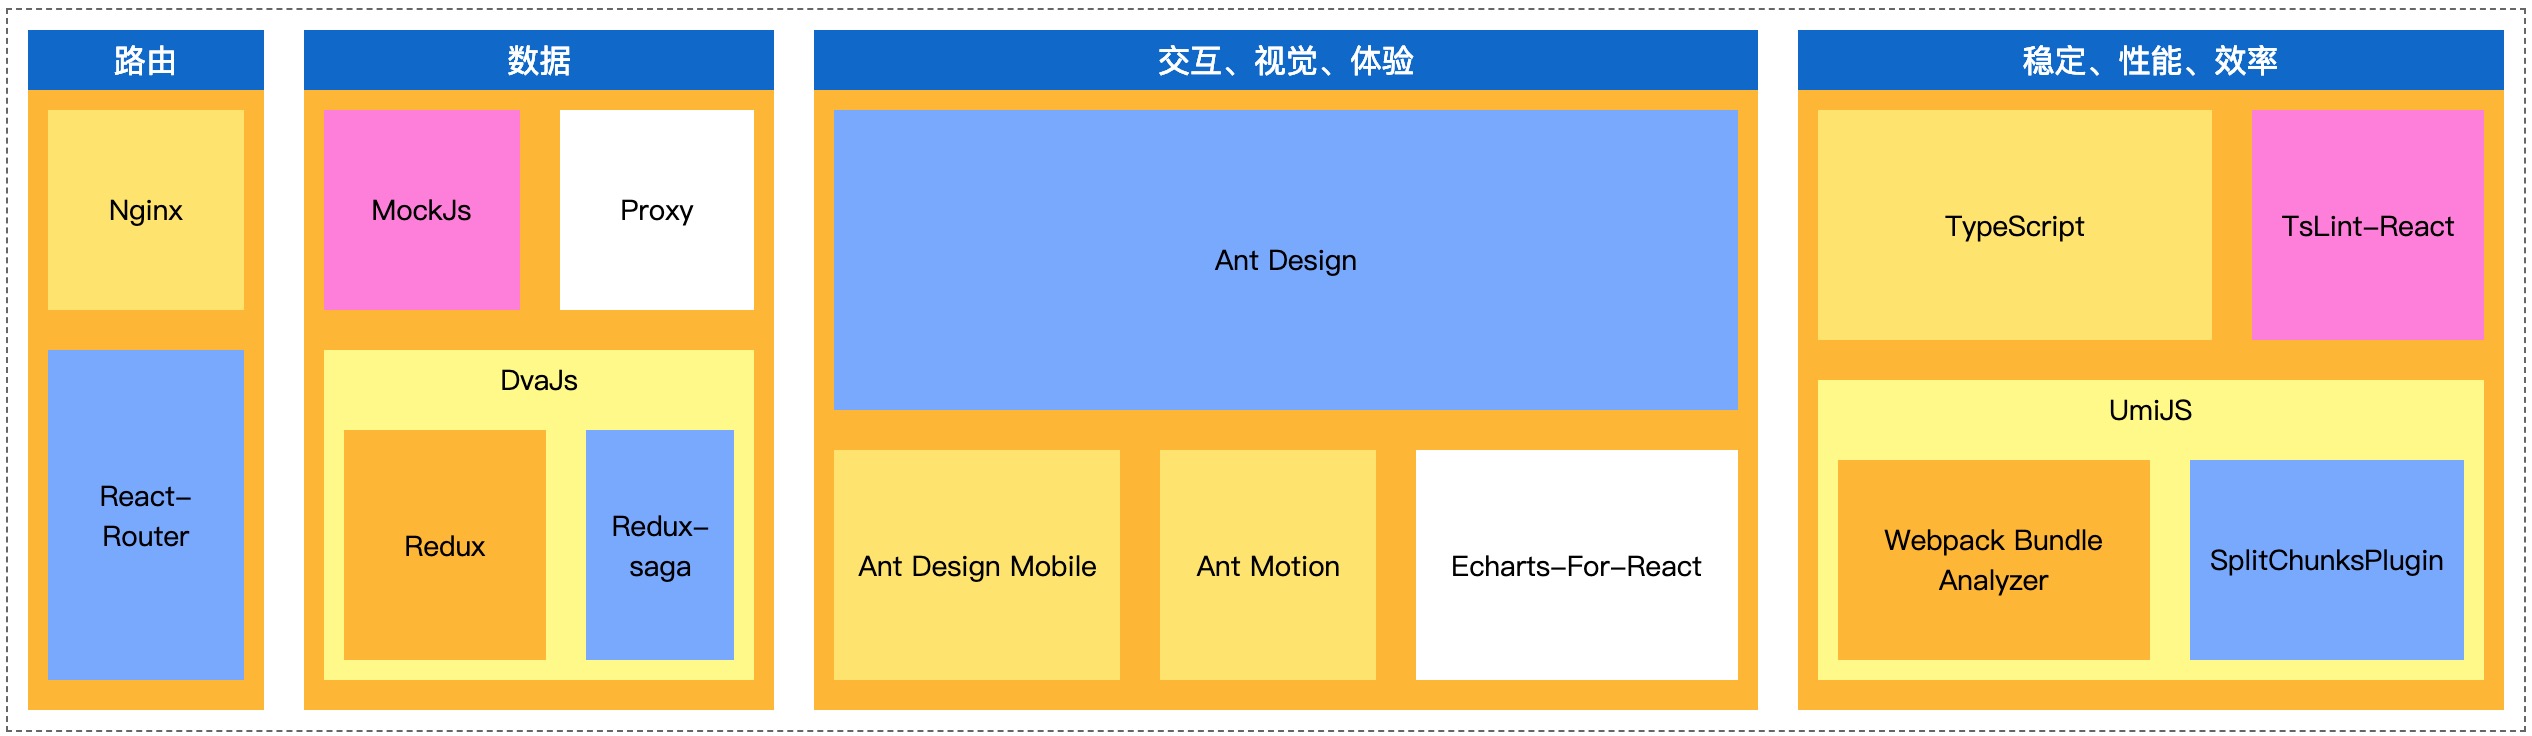 路由
Nginx
React-
Router
数据
MockJs
Proxy
DvaJs
Redux
Redux-
saga
交互、视觉、体验
Ant Design
Ant Design Mobile
Ant Motion
Echarts-For-React
稳定、性能、效率
TypeScript
TsLint-React
UmiJS
Webpack Bundle
Analyzer
SplitChunksPlugin